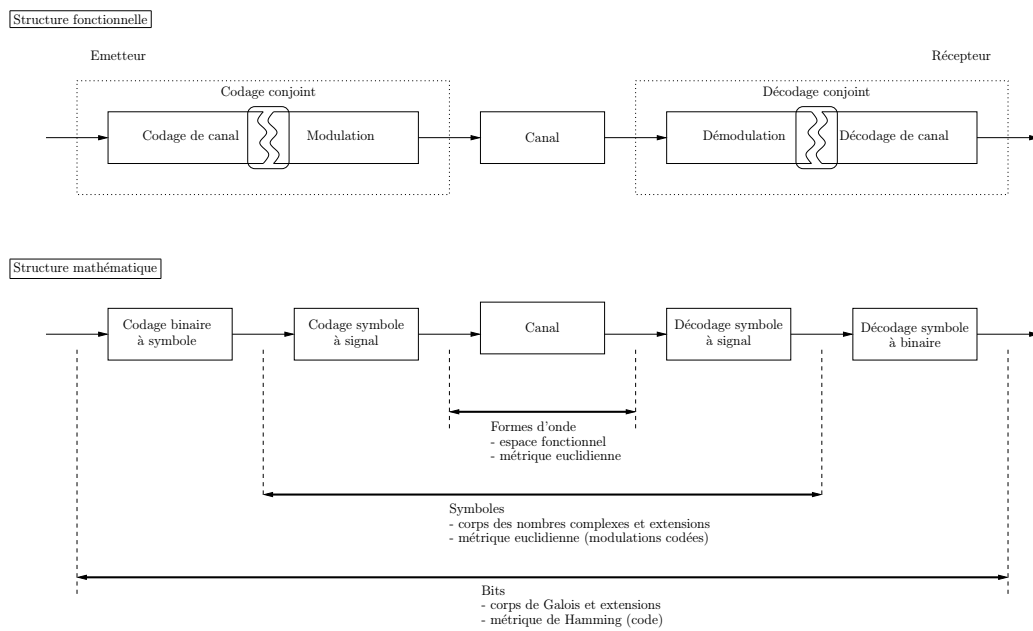 Structure fonctionnelle
Emetteur
Récepteur
Codage conjoint
Décodage conjoint
Codage de canal
Modulation
Canal
Démodulation
Décodage de canal
Structure mathématique
Codage binaire
à symbole
Codage symbole
à signal
Canal
Décodage symbole
à signal
Décodage symbole
à binaire
Formes d'onde
- espace fonctionnel
- métrique euclidienne
Symboles
- corps des nombres complexes et extensions
- métrique euclidienne (modulations codées)
Bits
- corps de Galois et extensions
- métrique de Hamming (code)